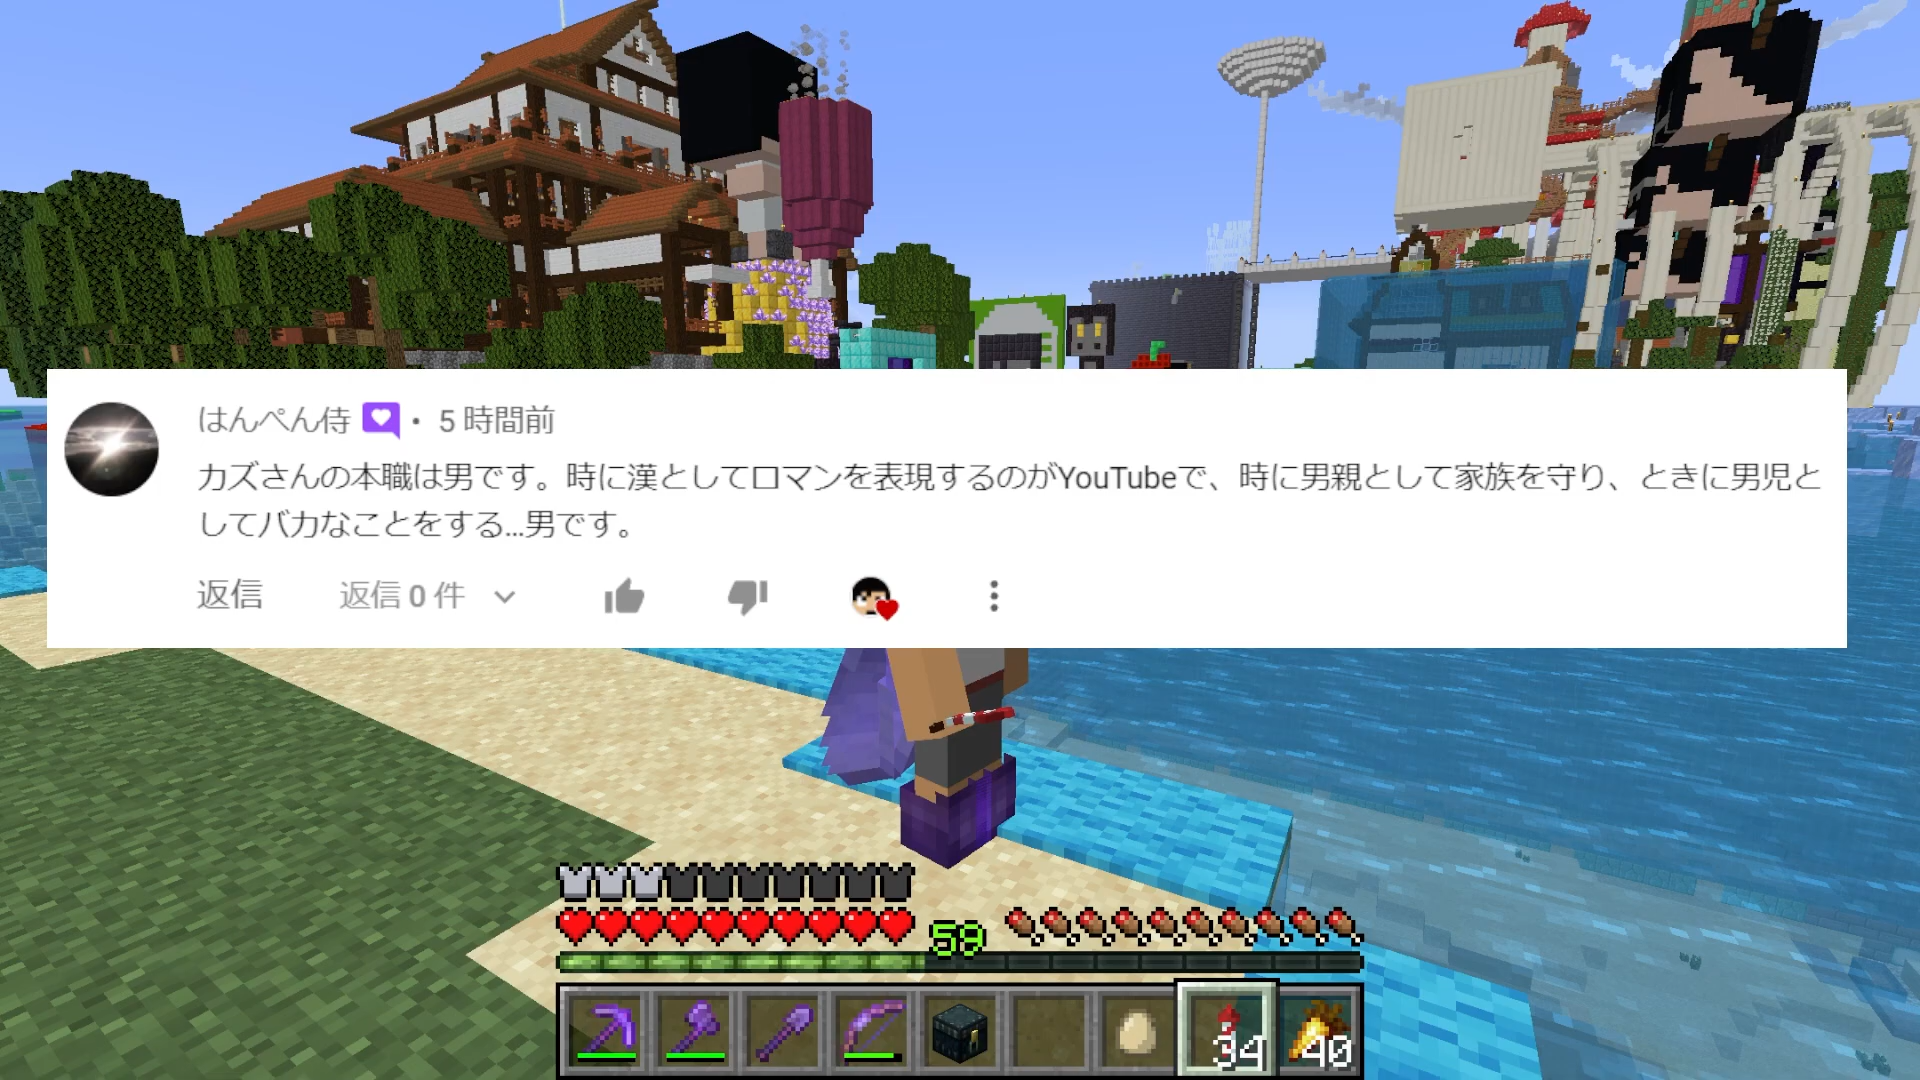 はんぺん侍 ・ 5 時間前
カズさんの本職は男です。時に漢としてロマンを表現するのがYouTubeで、時に男親として家族を守り、ときに男児と
してバカなことをする...男です。
返信 返信 0 件
59
34 40